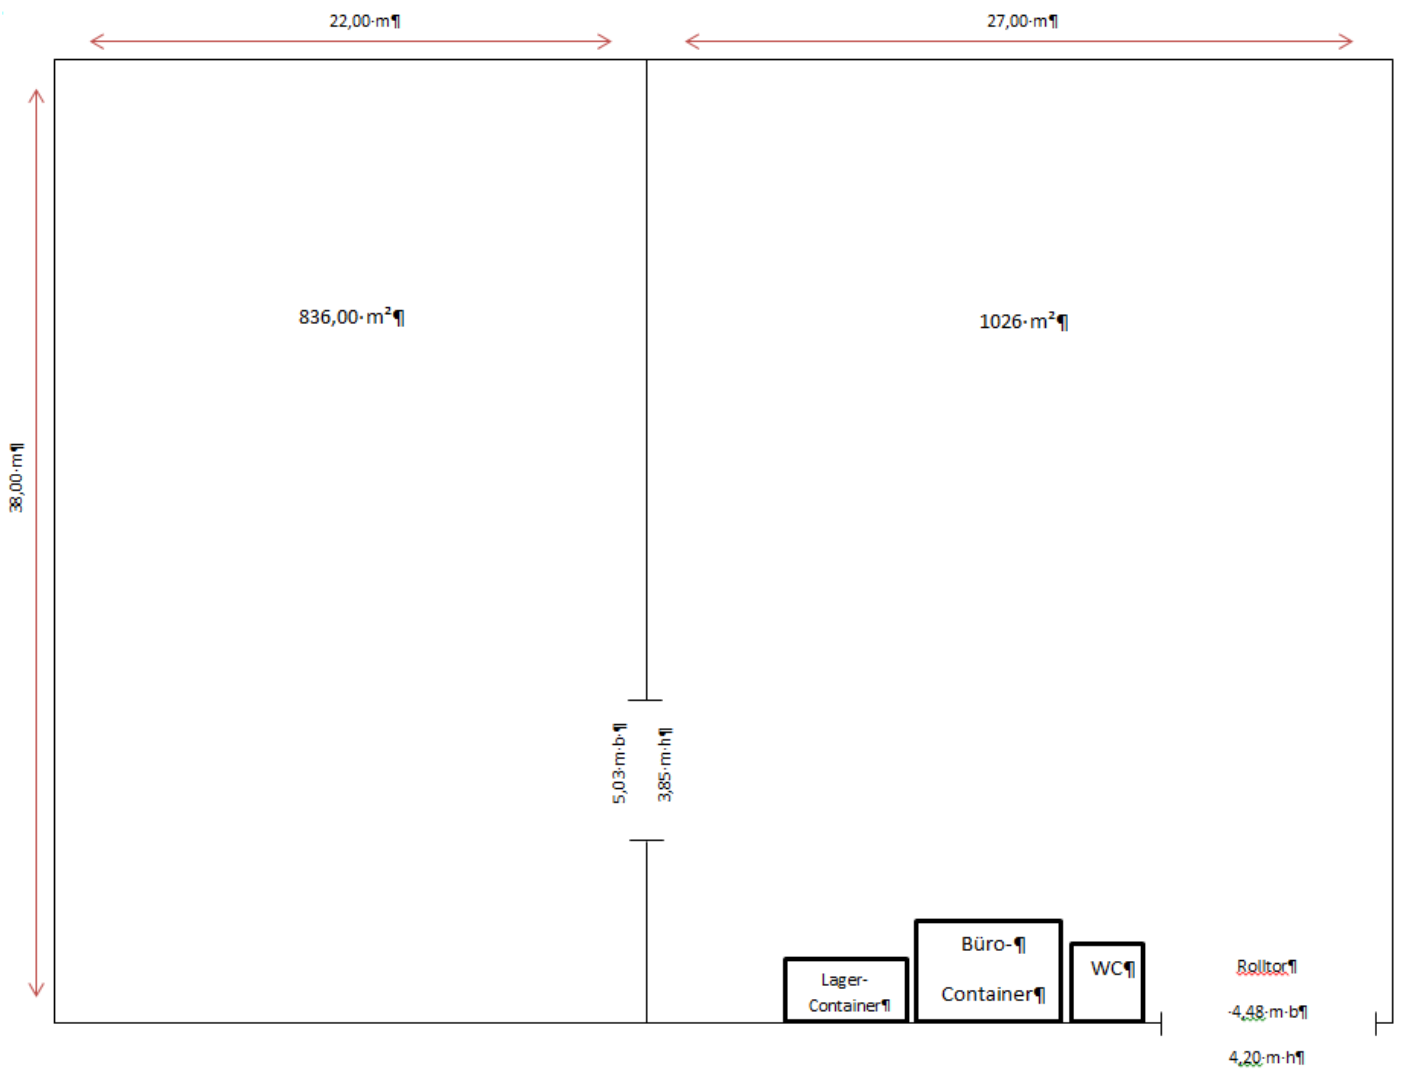 22,00·m¶
27,00·m¶
38,00·m¶
836,00·m²¶
1026·m²¶
5,03·m·b·¶
3,85·m·h¶
Lager-
Container¶
Büro-¶
Container¶
WC¶
Rolltor¶
·4,48·m·b¶
4,20·m·h¶